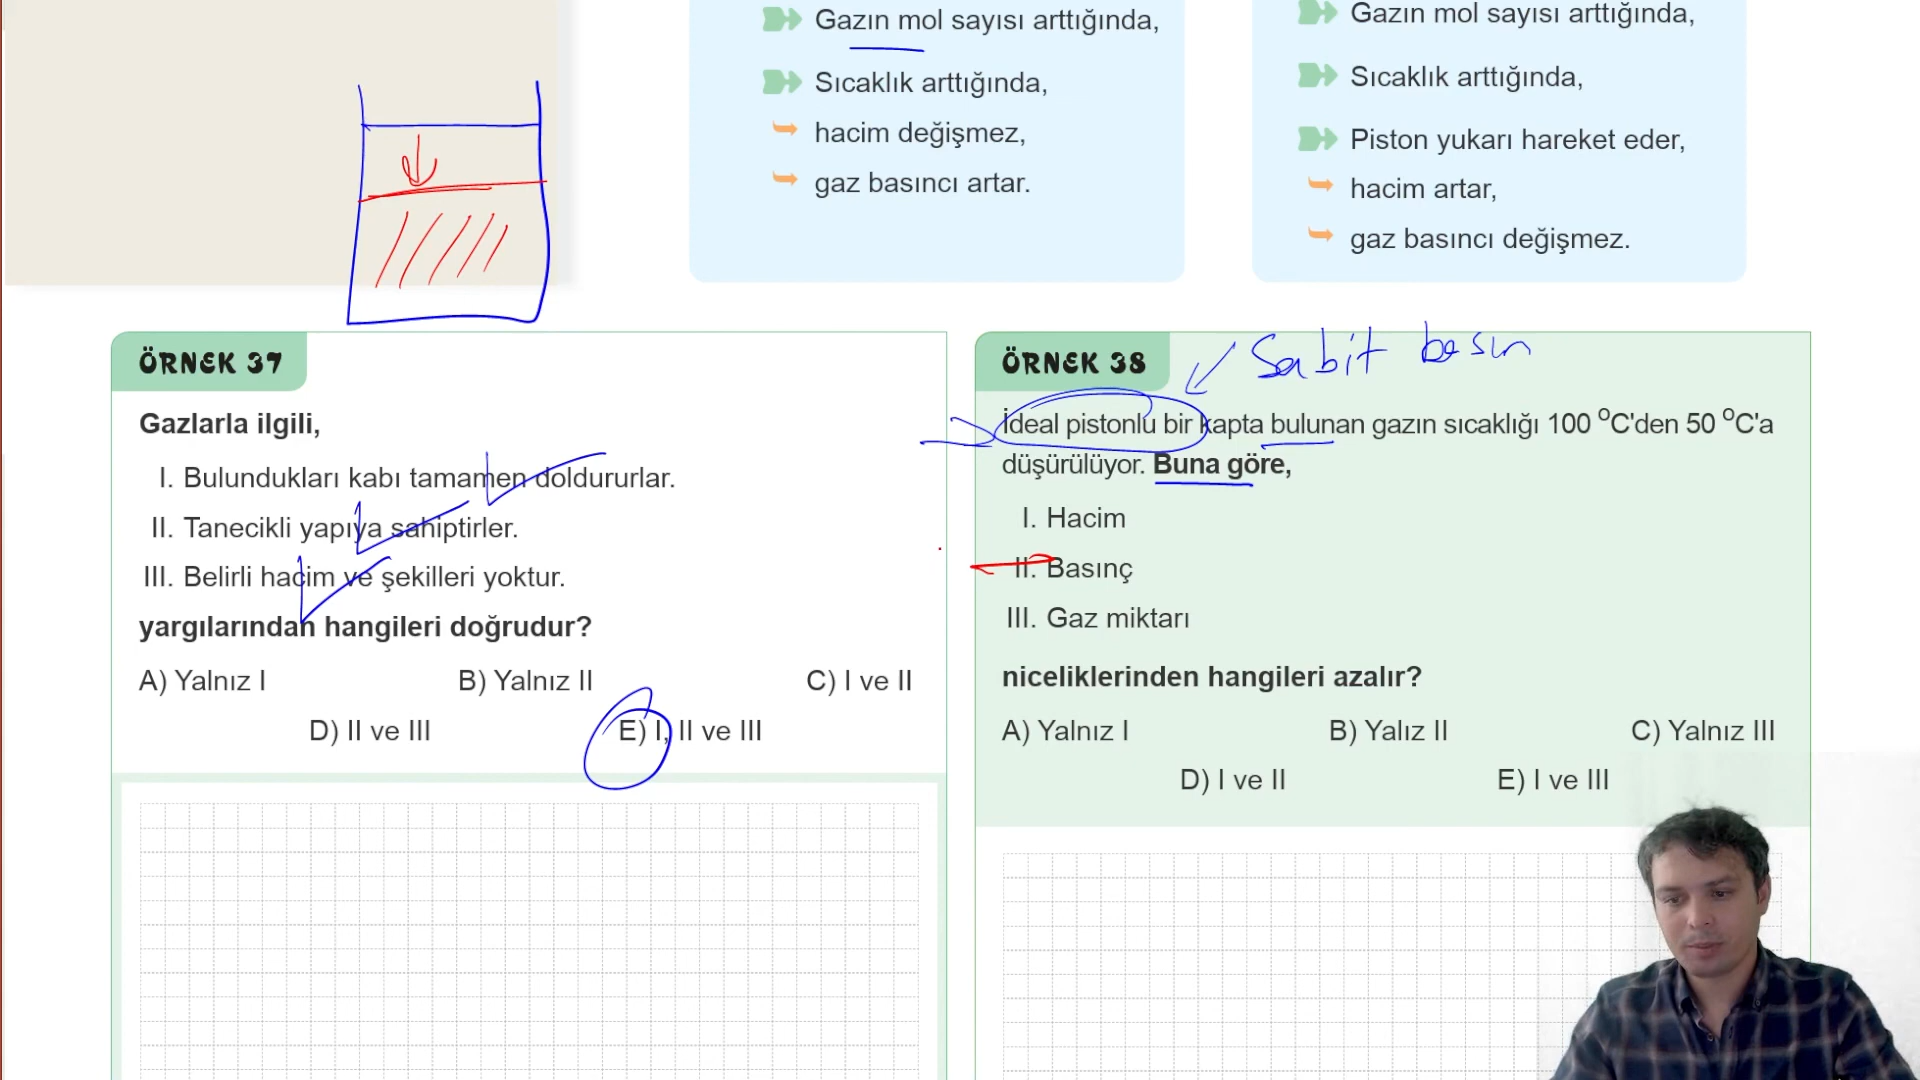 Gazın mol sayısı arttığında,
Sıcaklık arttığında,
hacim değişmez,
gaz basıncı artar.
Gazın mol sayısı arttığında,
Sıcaklık arttığında,
Piston yukarı hareket eder,
hacim artar,
gaz basıncı değişmez.
ÖRNEK 37
Gazlarla ilgili,
I. Bulundukları kabı tamamen doldururlar.
II. Tanecikli yapıya sahiptirler.
III. Belirli hacim ve şekilleri yoktur.
yargılarından hangileri doğrudur?
A) Yalnız I B) Yalnız II C) I ve II
D) II ve III E) I, II ve III
ÖRNEK 38
Sabit basın
İdeal pistonlu bir kapta bulunan gazın sıcaklığı 100 °C'den 50 °C'a
düşürülüyor. Buna göre,
I. Hacim
II. Basınç
III. Gaz miktarı
niceliklerinden hangileri azalır?
A) Yalnız I B) Yalız II C) Yalnız III
D) I ve II E) I ve III